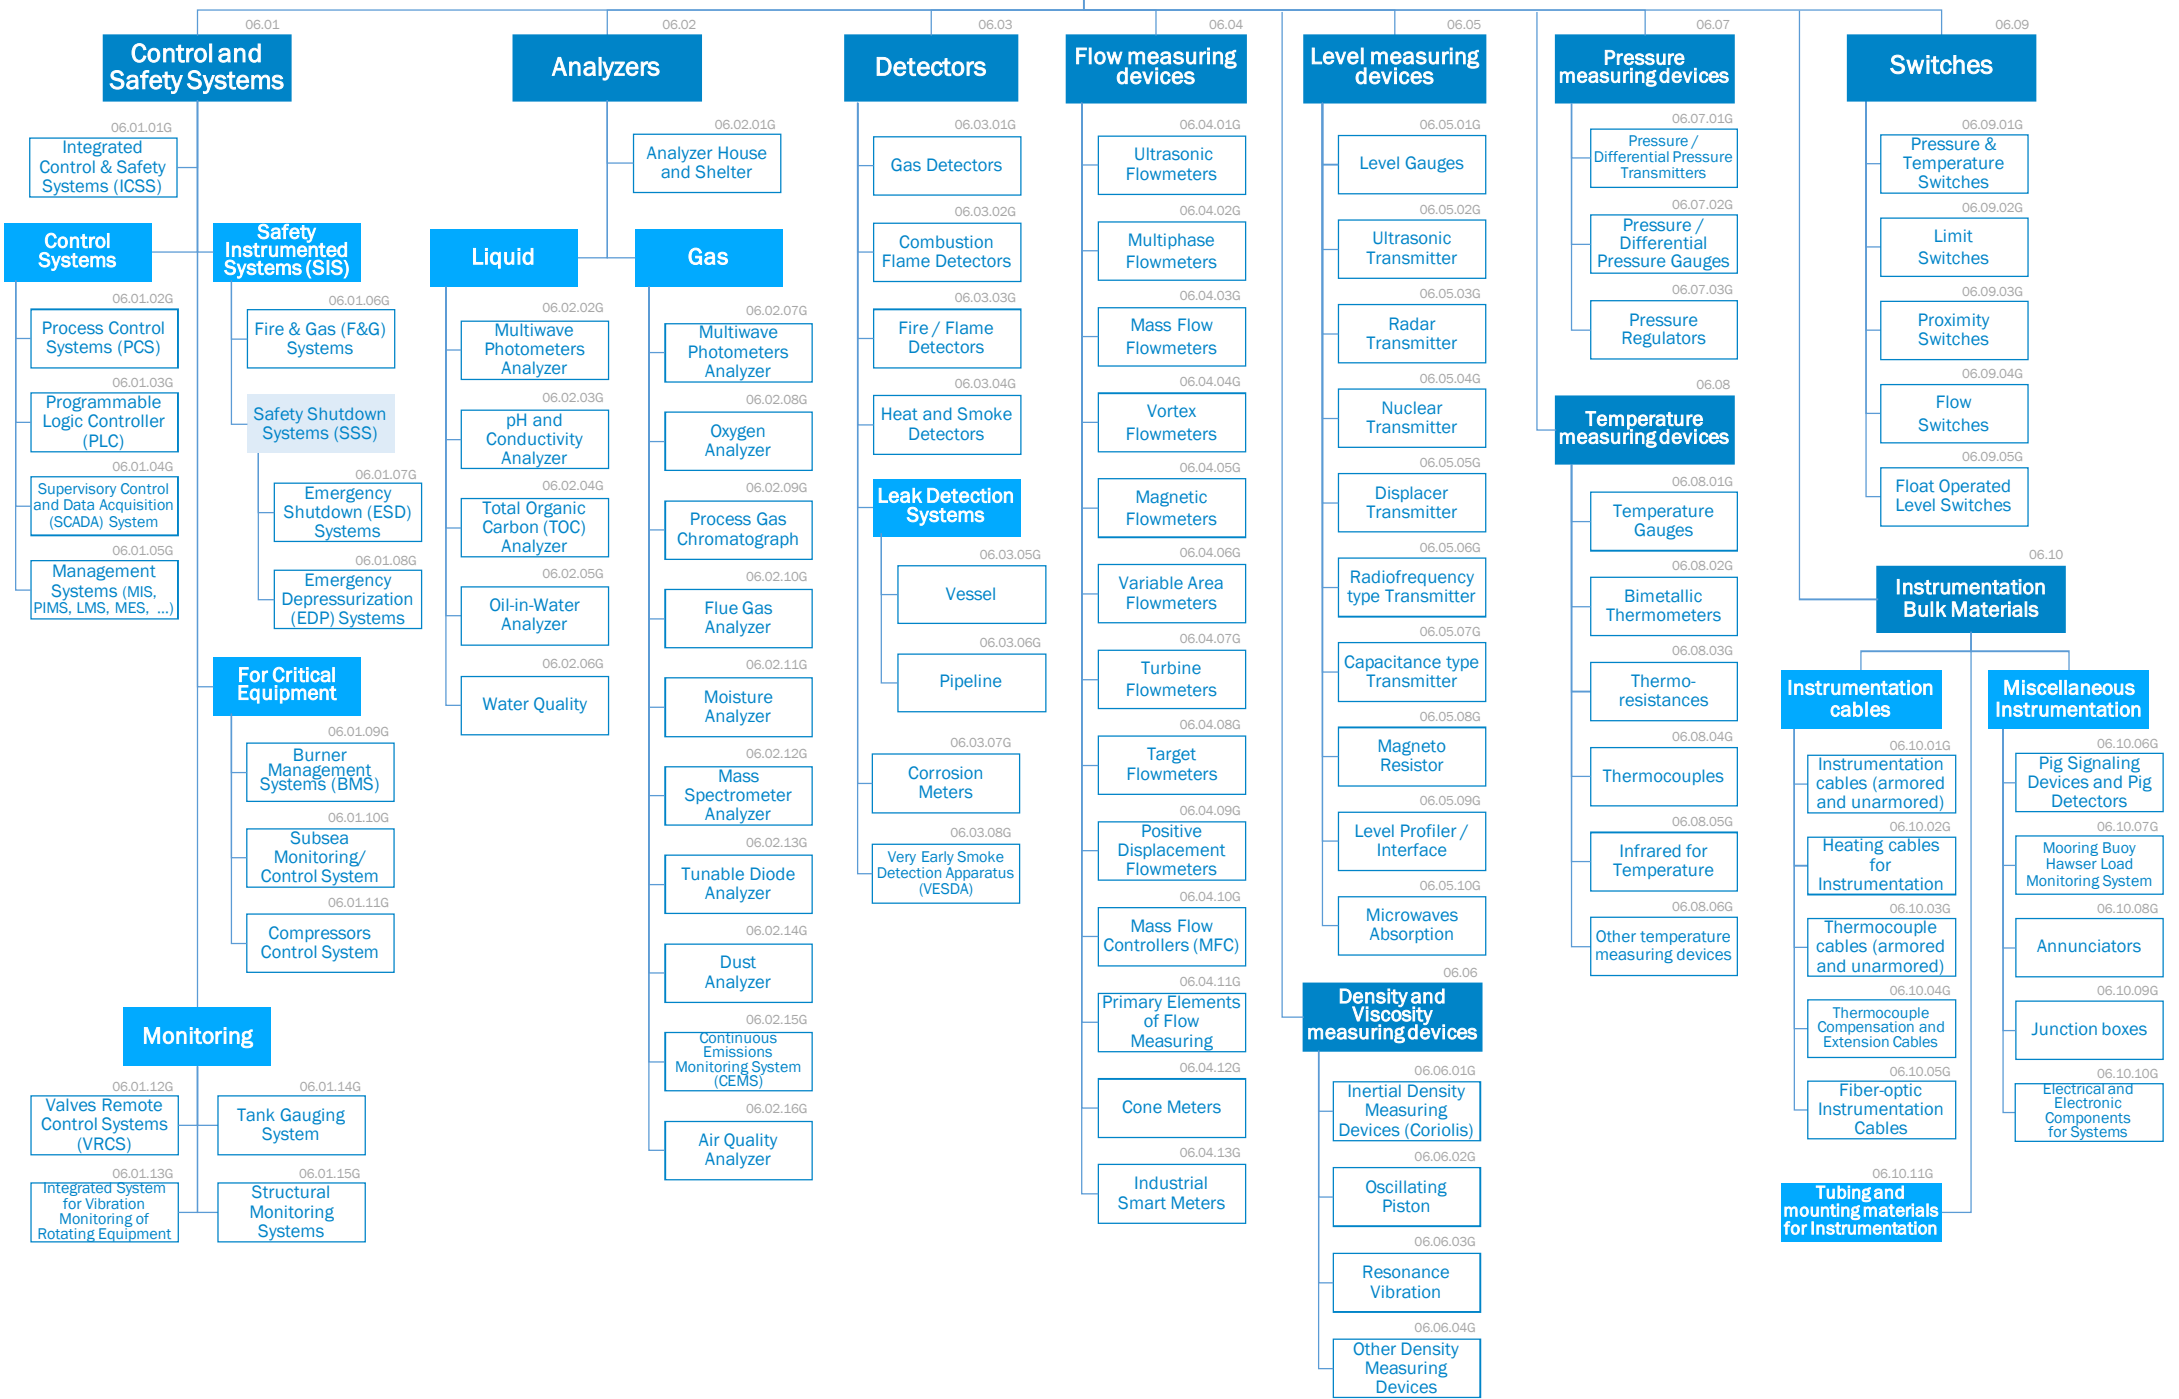 06.01
Control and
Safety Systems
06.01.01G
Integrated
Control & Safety
Systems (ICSS)
Control
Systems
06.01.02G
Process Control
Systems (PCS)
06.01.03G
Programmable
Logic Controller
(PLC)
06.01.04G
Supervisory Control
and Data Acquisition
(SCADA) System
06.01.05G
Management
Systems (MIS,
PIMS, LMS, MES, ...)
Safety
Instrumented
Systems (SIS)
06.01.06G
Fire & Gas (F&G)
Systems
Safety Shutdown
Systems (SSS)
06.01.07G
Emergency
Shutdown (ESD)
Systems
06.01.08G
Emergency
Depressurization
(EDP) Systems
For Critical
Equipment
06.01.09G
Burner
Management
Systems (BMS)
06.01.10G
Subsea
Monitoring/
Control System
06.01.11G
Compressors
Control System
Monitoring
06.01.12G
Valves Remote
Control Systems
(VRCS)
06.01.13G
Integrated System
for Vibration
Monitoring of
Rotating Equipment
06.01.14G
Tank Gauging
System
06.01.15G
Structural
Monitoring
Systems
06.02
Analyzers
06.02.01G
Analyzer House
and Shelter
Liquid
06.02.02G
Multiwave
Photometers
Analyzer
06.02.03G
pH and
Conductivity
Analyzer
06.02.04G
Total Organic
Carbon (TOC)
Analyzer
06.02.05G
Oil-in-Water
Analyzer
06.02.06G
Water Quality
Gas
06.02.07G
Multiwave
Photometers
Analyzer
06.02.08G
Oxygen
Analyzer
06.02.09G
Process Gas
Chromatograph
06.02.10G
Flue Gas
Analyzer
06.02.11G
Moisture
Analyzer
06.02.12G
Mass
Spectrometer
Analyzer
06.02.13G
Tunable Diode
Analyzer
06.02.14G
Dust
Analyzer
06.02.15G
Continuous
Emissions
Monitoring System
(CEMS)
06.02.16G
Air Quality
Analyzer
06.03
Detectors
06.03.01G
Gas Detectors
06.03.02G
Combustion
Flame Detectors
06.03.03G
Fire / Flame
Detectors
06.03.04G
Heat and Smoke
Detectors
Leak Detection
Systems
06.03.05G
Vessel
06.03.06G
Pipeline
06.03.07G
Corrosion
Meters
06.03.08G
Very Early Smoke
Detection Apparatus
(VESDA)
06.04
Flow measuring
devices
06.04.01G
Ultrasonic
Flowmeters
06.04.02G
Multiphase
Flowmeters
06.04.03G
Mass Flow
Flowmeters
06.04.04G
Vortex
Flowmeters
06.04.05G
Magnetic
Flowmeters
06.04.06G
Variable Area
Flowmeters
06.04.07G
Turbine
Flowmeters
06.04.08G
Target
Flowmeters
06.04.09G
Positive
Displacement
Flowmeters
06.04.10G
Mass Flow
Controllers (MFC)
06.04.11G
Primary Elements
of Flow
Measuring
06.04.12G
Cone Meters
06.04.13G
Industrial
Smart Meters
06.05
Level measuring
devices
06.05.01G
Level Gauges
06.05.02G
Ultrasonic
Transmitter
06.05.03G
Radar
Transmitter
06.05.04G
Nuclear
Transmitter
06.05.05G
Displacer
Transmitter
06.05.06G
Radiofrequency
type Transmitter
06.05.07G
Capacitance type
Transmitter
06.05.08G
Magneto
Resistor
06.05.09G
Level Profiler /
Interface
06.05.10G
Microwaves
Absorption
06.06
Density and
Viscosity
measuring devices
06.06.01G
Inertial Density
Measuring
Devices (Coriolis)
06.06.02G
Oscillating
Piston
06.06.03G
Resonance
Vibration
06.06.04G
Other Density
Measuring
Devices
06.07
Pressure
measuring devices
06.07.01G
Pressure /
Differential Pressure
Transmitters
06.07.02G
Pressure /
Differential
Pressure Gauges
06.07.03G
Pressure
Regulators
06.08
Temperature
measuring devices
06.08.01G
Temperature
Gauges
06.08.02G
Bimetallic
Thermometers
06.08.03G
Thermo-
resistances
06.08.04G
Thermocouples
06.08.05G
Infrared for
Temperature
06.08.06G
Other temperature
measuring devices
06.09
Switches
06.09.01G
Pressure &
Temperature
Switches
06.09.02G
Limit
Switches
06.09.03G
Proximity
Switches
06.09.04G
Flow
Switches
06.09.05G
Float Operated
Level Switches
06.10
Instrumentation
Bulk Materials
Instrumentation
cables
06.10.01G
Instrumentation
cables (armored
and unarmored)
06.10.02G
Heating cables
for
Instrumentation
06.10.03G
Thermocouple
cables (armored
and unarmored)
06.10.04G
Thermocouple
Compensation and
Extension Cables
06.10.05G
Fiber-optic
Instrumentation
Cables
Miscellaneous
Instrumentation
06.10.06G
Pig Signaling
Devices and Pig
Detectors
06.10.07G
Mooring Buoy
Hawser Load
Monitoring System
06.10.08G
Annunciators
06.10.09G
Junction boxes
06.10.10G
Electrical and
Electronic
Components
for Systems
06.10.11G
Tubing and
mounting materials
for Instrumentation